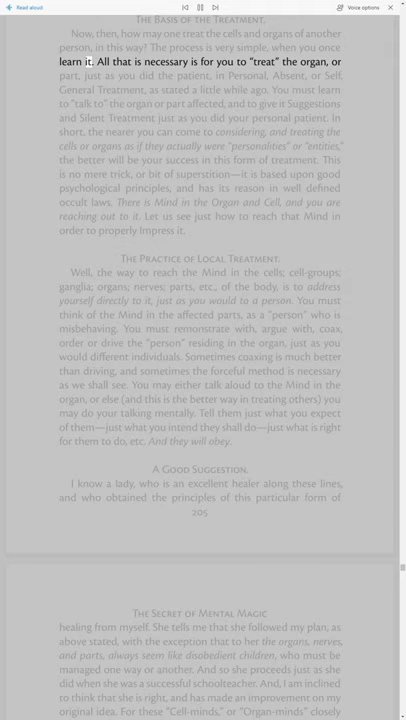 Read aloud
Voice options
The Basis of the Treatment.
Now, then, how may one treat the cells and organs of another
person, in this way? The process is very simple, when you once
learn it. All that is necessary is for you to “treat” the organ, or
part, just as you did the patient, in Personal, Absent, or Self,
General Treatment, as stated a little while ago. You must learn
to “talk to” the organ or part affected, and to give it Suggestions
and Silent Treatment just as you did your personal patient. In
short, the nearer you can come to considering, and treating the
cells or organs as if they actually were “personalities” or “entities,”
the better will be your success in this form of treatment. This
is no mere trick, or bit of superstition—it is based upon good
psychological principles, and has its reason in well defined
occult laws. There is Mind in the Organ and Cell, and you are
reaching out to it. Let us see just how to reach that Mind in
order to properly Impress it.
The Practice of Local Treatment.
Well, the way to reach the Mind in the cells; cell-groups;
ganglia, organs; nerves; parts, etc., of the body, is to address
yourself directly to it, just as you would to a person. You must
think of the Mind in the affected parts, as a “person” who is
misbehaving. You must remonstrate with, argue with, coax,
order or drive the “person” residing in the organ, just as you
would different individuals. Sometimes coaxing is much better
than driving, and sometimes the forceful method is necessary
as we shall see. You may either talk aloud to the Mind in the
organ, or else (and this is the better way in treating others) you
may do your talking mentally. Tell them just what you expect
of them—just what you intend they shall do—just what is right
for them to do, etc. And they will obey.
A Good Suggestion.
I know a lady, who is an excellent healer along these lines,
and who obtained the principles of this particular form of
205
The Secret of Mental Magic
healing from myself. She tells me that she followed my plan, as
above stated, with the exception that to her the organs, nerves,
and parts, always seem like disobedient children, who must be
managed one way or another. And so she proceeds just as she
did when she was a successful schoolteacher. And, I am inclined
to think that she is right, and has made an improvement on my
original idea. For these “Cell-minds,” or “Organ-minds” closely